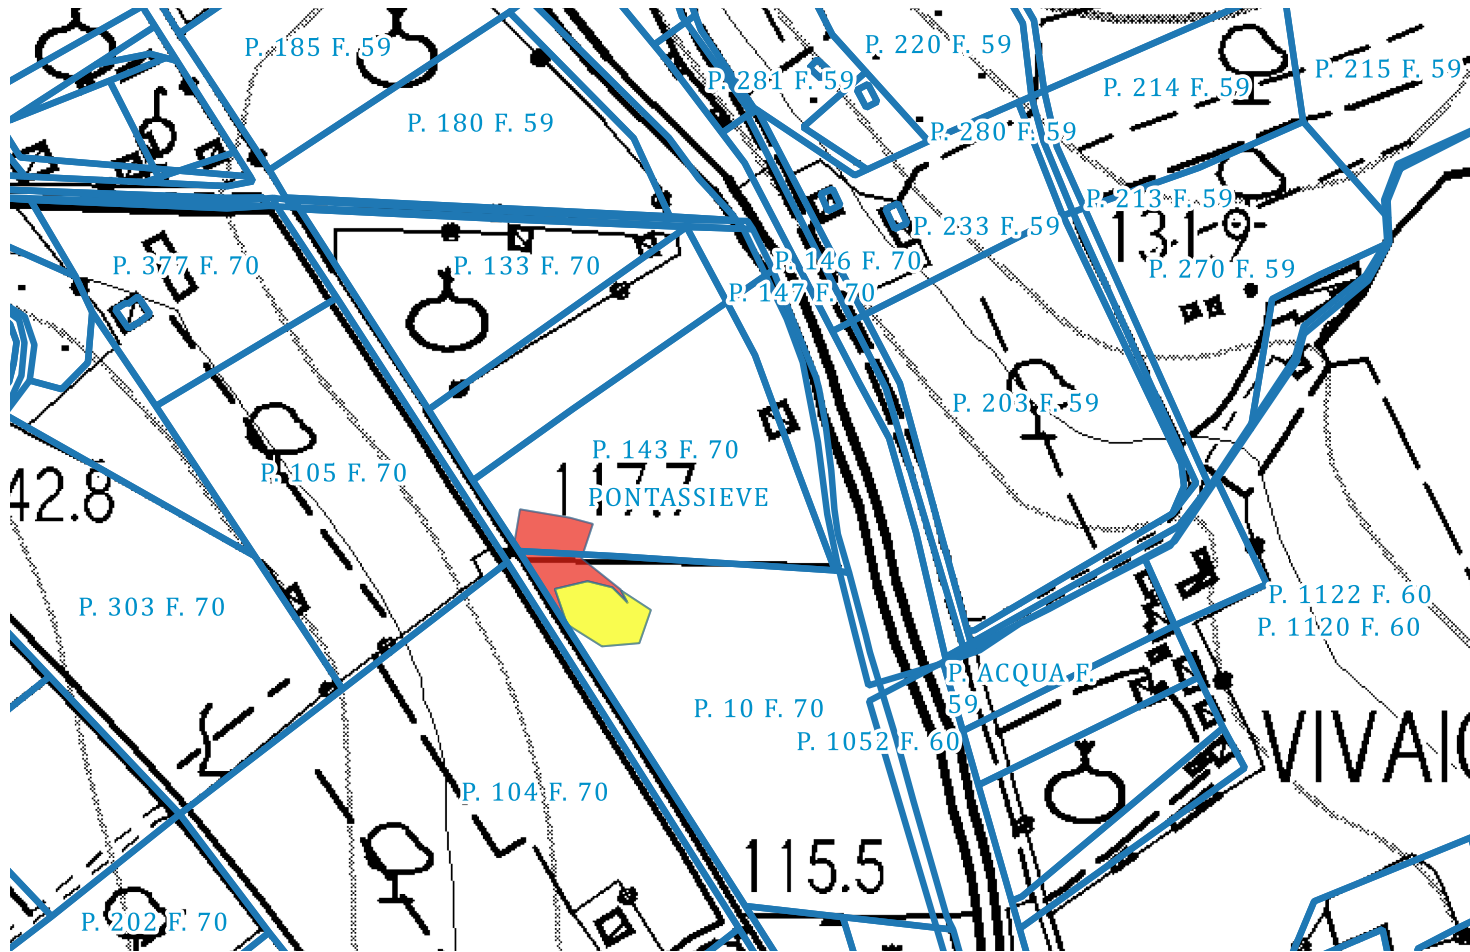 P. 185 F. 59
P. 220 F. 59
P. 215 F. 59
P. 281 F. 59
P. 214 F. 59
P. 180 F. 59
P. 280 F. 59
P. 213 F. 59
P. 233 F. 59
131.9
P. 377 F. 70
P. 133 F. 70
P. 146 F. 70
P. 270 F. 59
P. 147 F. 70
P. 203 F. 59
P. 143 F. 70
P. 105 F. 70
117.7
PONTASSIEVE
42.8
P. 303 F. 70
P. 1122 F. 60
P. 1120 F. 60
P. ACQUA F.
59
P. 10 F. 70
P. 1052 F. 60
VIVAIO
P. 104 F. 70
115.5
P. 202 F. 70